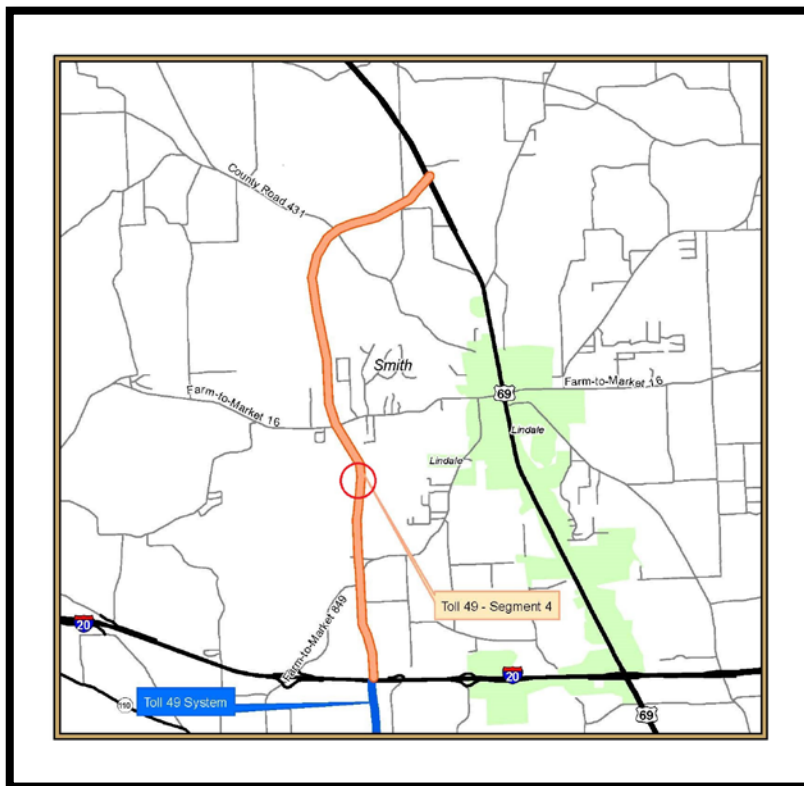 County Road 431
Smith
Farm-to-Market 16
Farm-to-Market 16
69
Lindale
Lindale
Toll 49 - Segment 4
Farm-to-Market 849
20
20
Toll 49 System
110
69